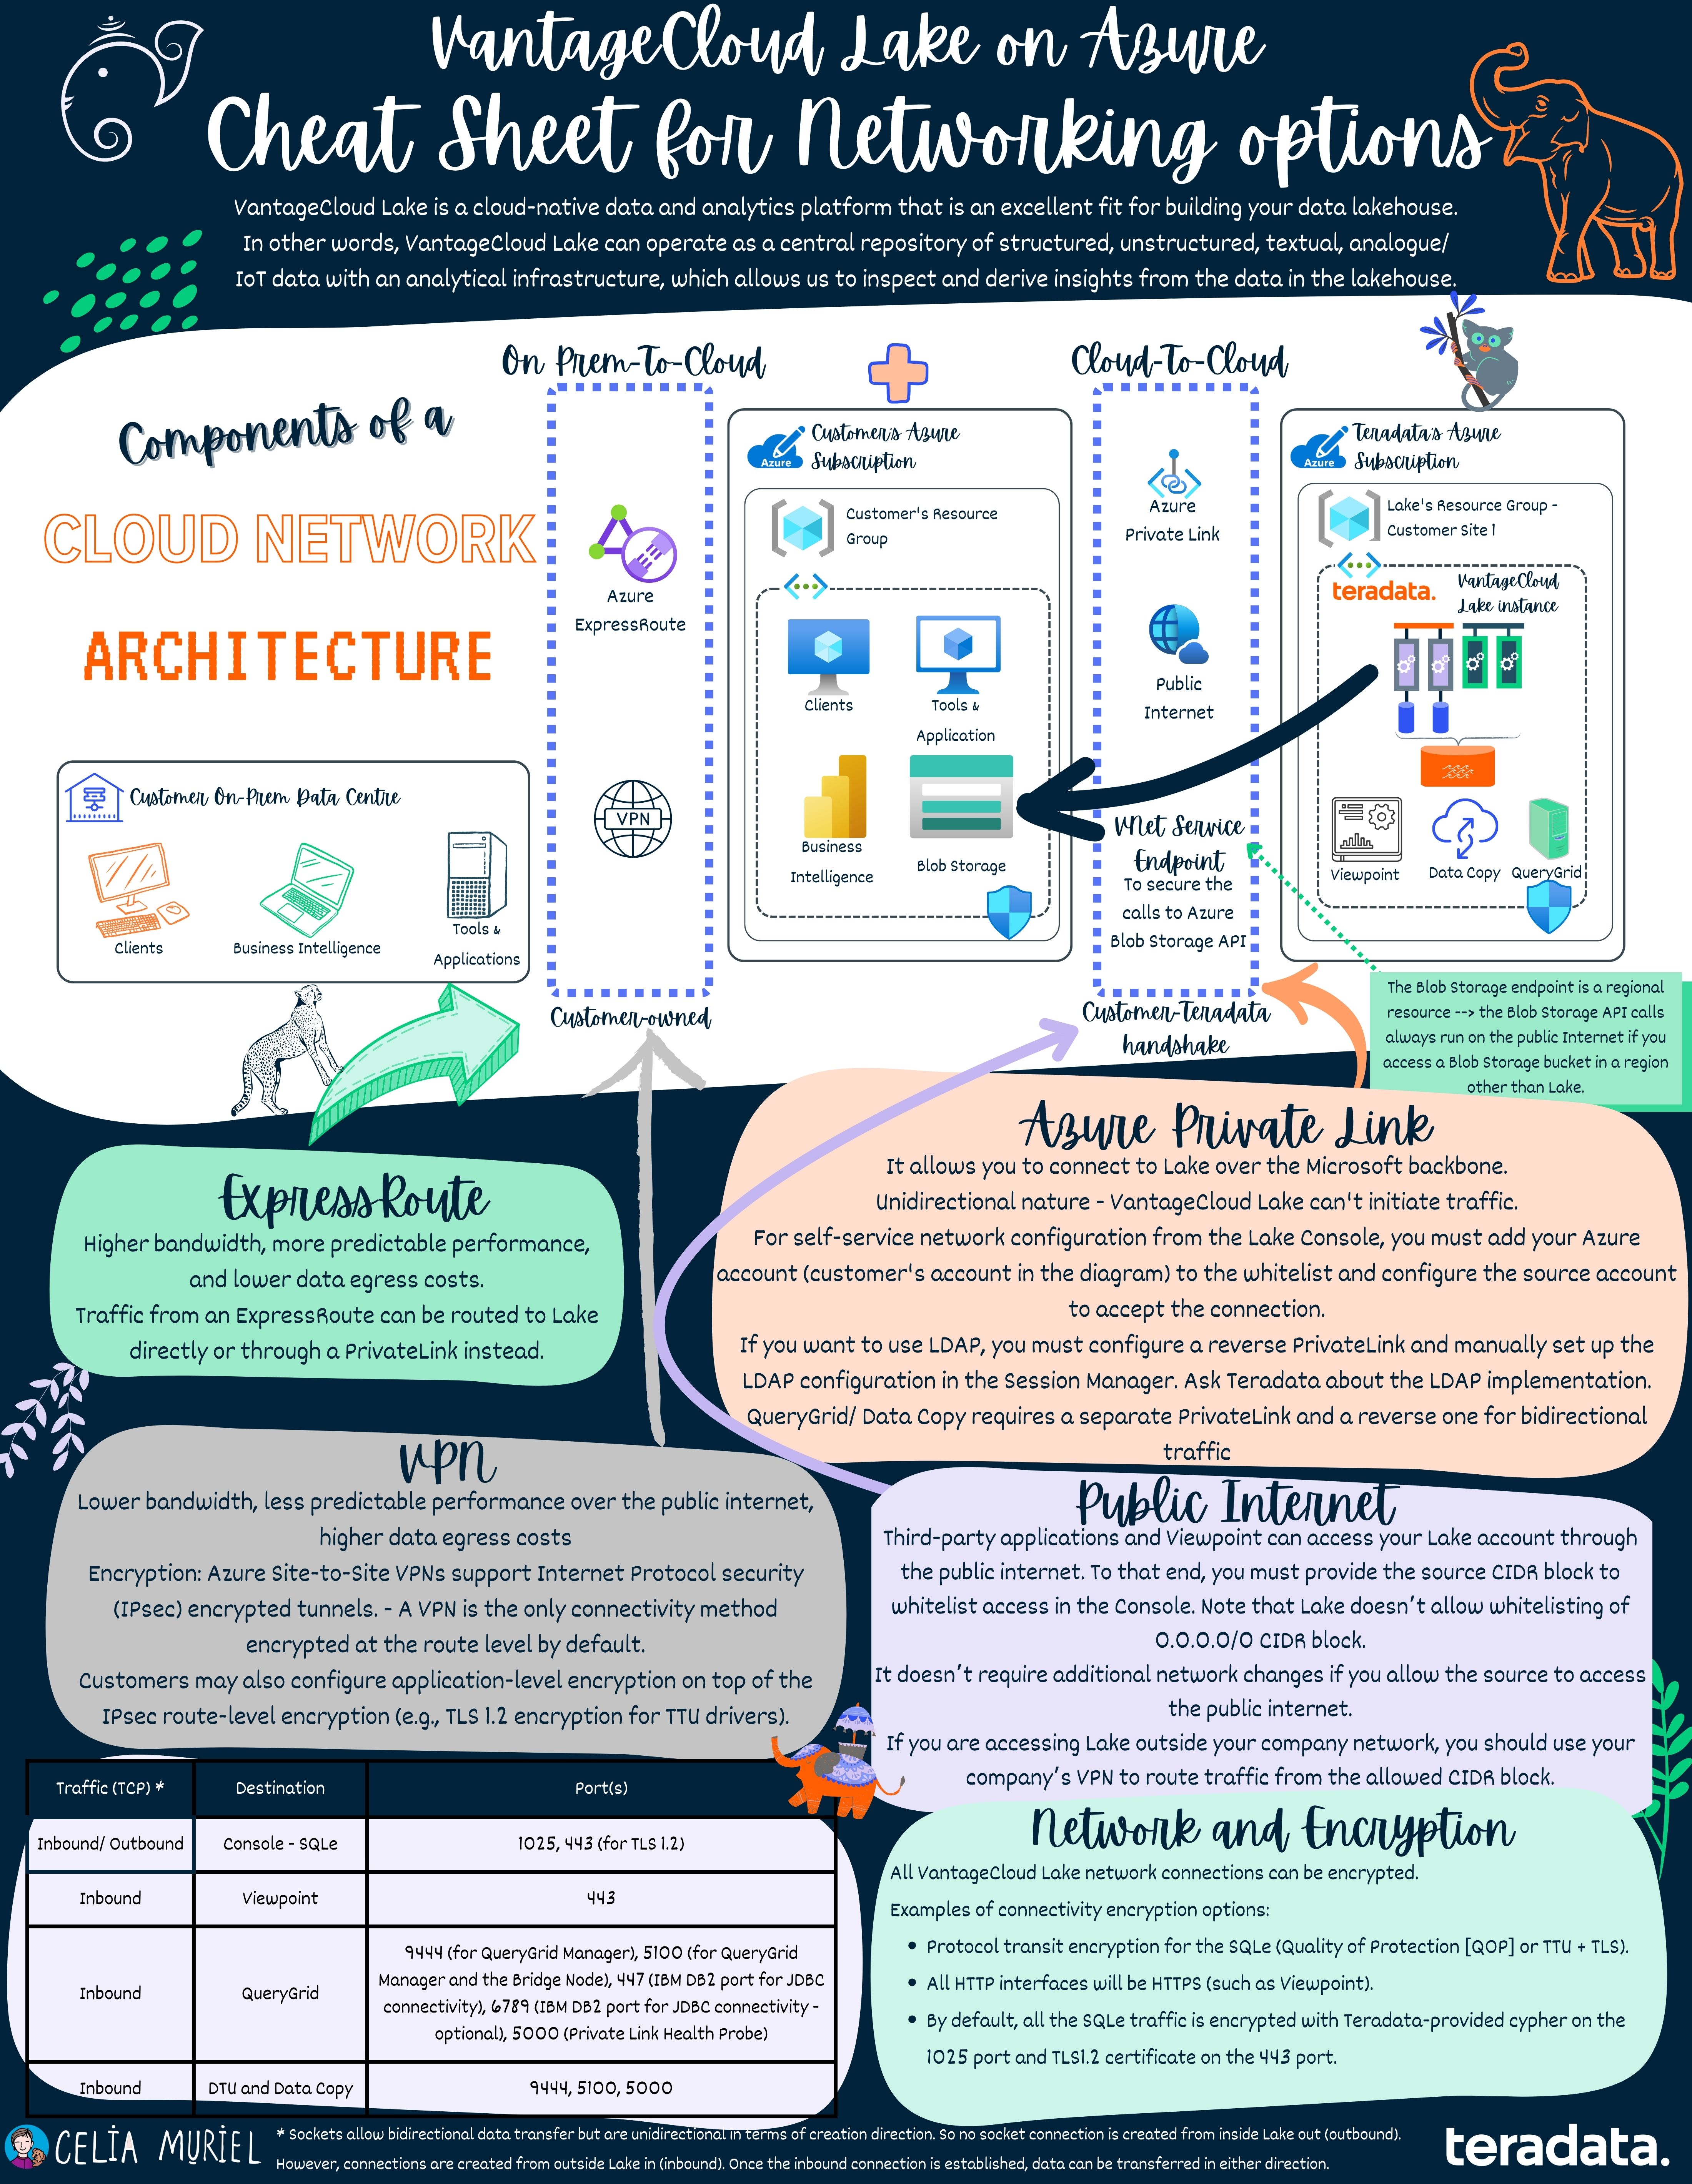 VantageCloud Lake on Azure
Cheat Sheet for Networking options
VantageCloud Lake is a cloud-native data and analytics platform that is an excellent fit for building your data lakehouse.
In other words, VantageCloud Lake can operate as a central repository of structured, unstructured, textual, analogue/
IoT data with an analytical infrastructure, which allows us to inspect and derive insights from the data in the lakehouse.
Components of a
CLOUD NETWORK
ARCHITECTURE
Customer On-Prem Data Centre
Clients
Business Intelligence
Tools &
Applications
On Prem-To-Cloud
Azure
ExpressRoute
VPN
Customer-owned
Azure
Customer's Azure
Subscription
Customer's Resource
Group
Clients
Tools &
Application
Business
Intelligence
Blob Storage
Cloud-To-Cloud
Azure
Private Link
Public
Internet
VNet Service
Endpoint
To secure the
calls to Azure
Blob Storage API
Customer-Teradata
handshake
Azure
Teradata's Azure
Subscription
Lake's Resource Group -
Customer Site 1
teradata.
VantageCloud
Lake instance
Viewpoint
Data Copy
QueryGrid
The Blob Storage endpoint is a regional
resource --> the Blob Storage API calls
always run on the public Internet if you
access a Blob Storage bucket in a region
other than Lake.
ExpressRoute
Higher bandwidth, more predictable performance,
and lower data egress costs.
Traffic from an ExpressRoute can be routed to Lake
directly or through a PrivateLink instead.
Azure Private Link
It allows you to connect to Lake over the Microsoft backbone.
Unidirectional nature - VantageCloud Lake can't initiate traffic.
For self-service network configuration from the Lake Console, you must add your Azure
account (customer's account in the diagram) to the whitelist and configure the source account
to accept the connection.
If you want to use LDAP, you must configure a reverse PrivateLink and manually set up the
LDAP configuration in the Session Manager. Ask Teradata about the LDAP implementation.
QueryGrid/ Data Copy requires a separate PrivateLink and a reverse one for bidirectional
traffic
VPN
Lower bandwidth, less predictable performance over the public internet,
higher data egress costs
Encryption: Azure Site-to-Site VPNs support Internet Protocol security
(IPsec) encrypted tunnels. - A VPN is the only connectivity method
encrypted at the route level by default.
Customers may also configure application-level encryption on top of the
IPsec route-level encryption (e.g., TLS 1.2 encryption for TTU drivers).
Public Internet
Third-party applications and Viewpoint can access your Lake account through
the public internet. To that end, you must provide the source CIDR block to
whitelist access in the Console. Note that Lake doesn't allow whitelisting of
0.0.0.0/0 CIDR block.
It doesn't require additional network changes if you allow the source to access
the public internet.
If you are accessing Lake outside your company network, you should use your
company's VPN to route traffic from the allowed CIDR block.
Traffic (TCP) * Destination Port(s)
Inbound/ Outbound Console - SQLe 1025, 443 (for TLS 1.2)
Inbound Viewpoint 443
Inbound QueryGrid 9444 (for QueryGrid Manager), 5100 (for QueryGrid
Manager and the Bridge Node), 447 (IBM DB2 port for JDBC
connectivity), 6789 (IBM DB2 port for JDBC connectivity -
optional), 5000 (Private Link Health Probe)
Inbound DTU and Data Copy 9444, 5100, 5000
Network and Encryption
All VantageCloud Lake network connections can be encrypted.
Examples of connectivity encryption options:
• Protocol transit encryption for the SQLe (Quality of Protection [QOP] or TTU + TLS).
• All HTTP interfaces will be HTTPS (such as Viewpoint).
• By default, all the SQLe traffic is encrypted with Teradata-provided cypher on the
1025 port and TLS1.2 certificate on the 443 port.
CELIA MURIEL
* Sockets allow bidirectional data transfer but are unidirectional in terms of creation direction. So no socket connection is created from inside Lake out (outbound).
However, connections are created from outside Lake in (inbound). Once the inbound connection is established, data can be transferred in either direction.
teradata.